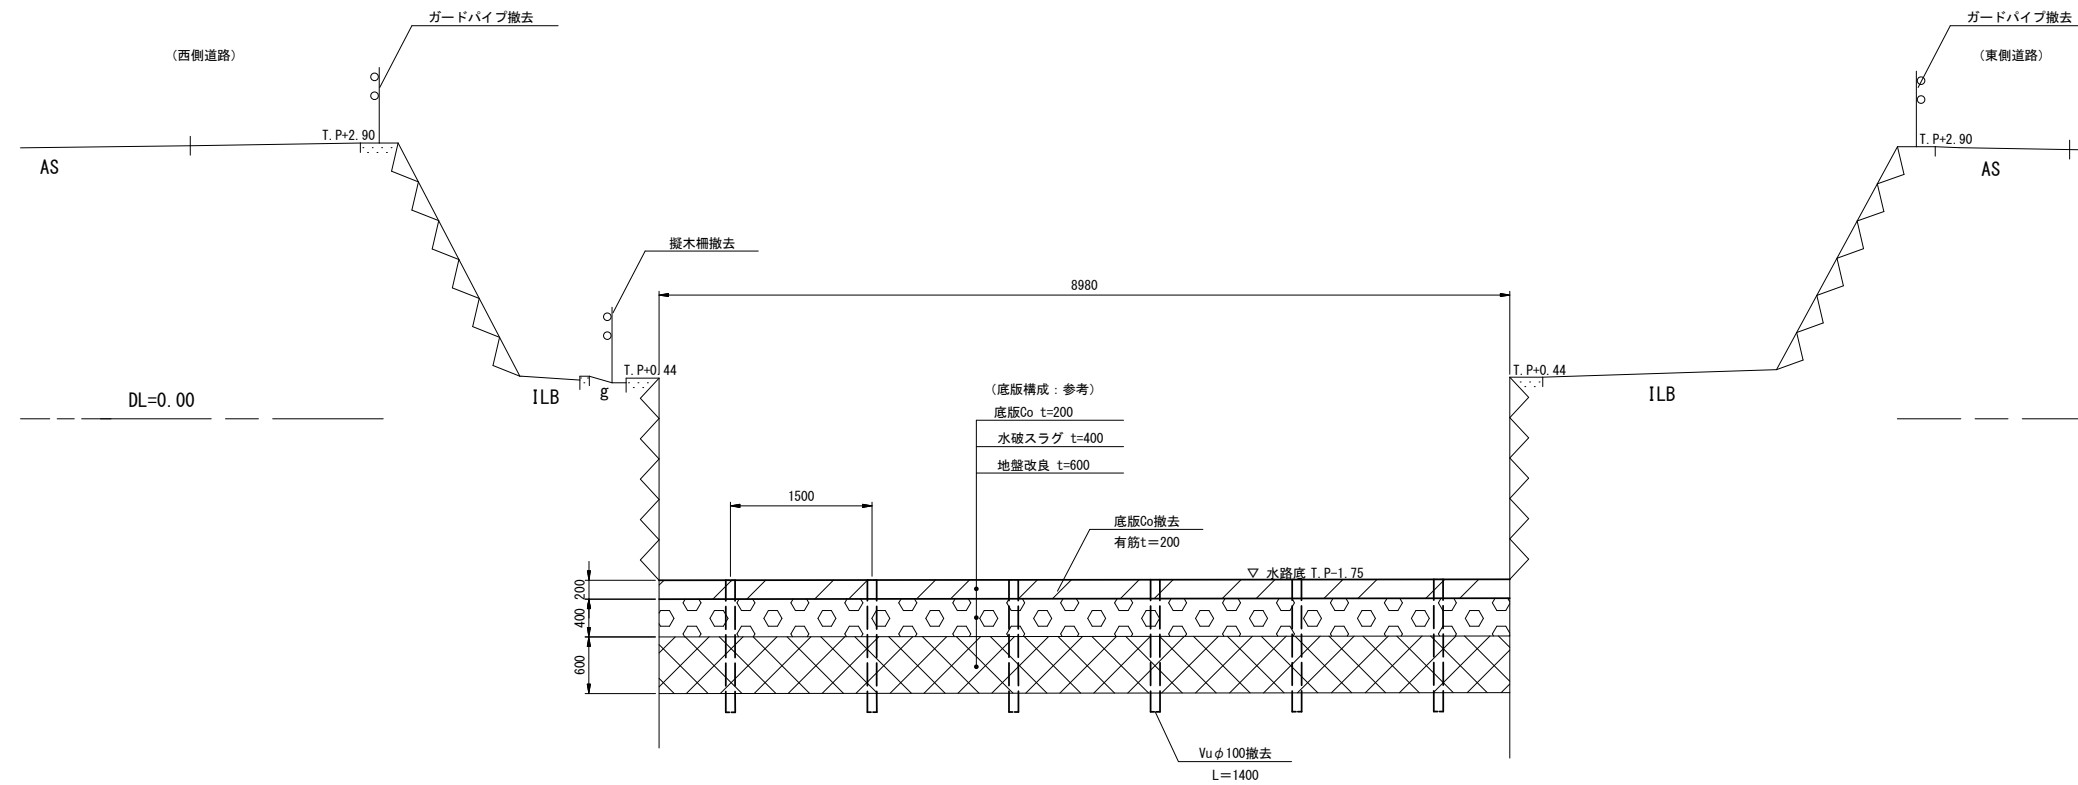 ガードパイプ撤去
ガードパイプ撤去
(西側道路)
(東側道路)
T.P+2.90
T.P+2.90
AS
AS
擬木柵撤去
8980
T.P+0.44
T.P+0.44
ILB
g
ILB
DL=0.00
(底版構成：参考)
底版Co t=200
水破スラグ t=400
地盤改良 t=600
1500
底版Co撤去
有筋t＝200
▽ 水路底 T.P-1.75
200
400
600
Vuφ100撤去
L＝1400